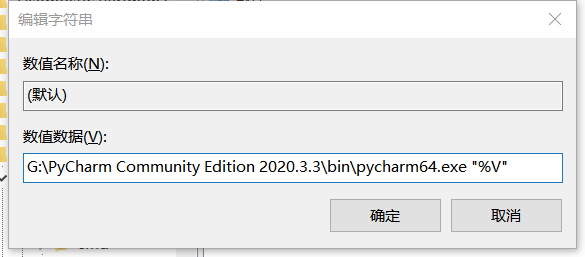 编辑字符串
数值名称(N):
(默认)
数值数据(V):
G:\PyCharm Community Edition 2020.3.3\bin\pycharm64.exe "%V"
确定
取消